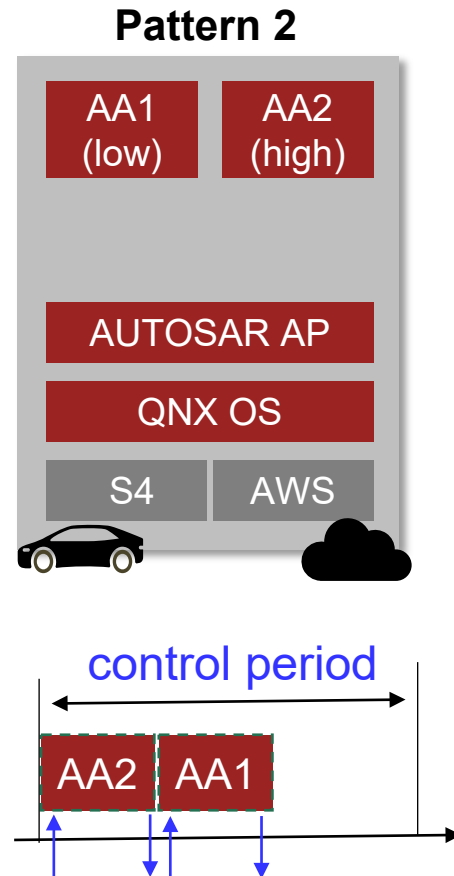 Pattern 2
AA1
(low)
AA2
(high)
AUTOSAR AP
QNX OS
S4
AWS
control period
AA2
AA1